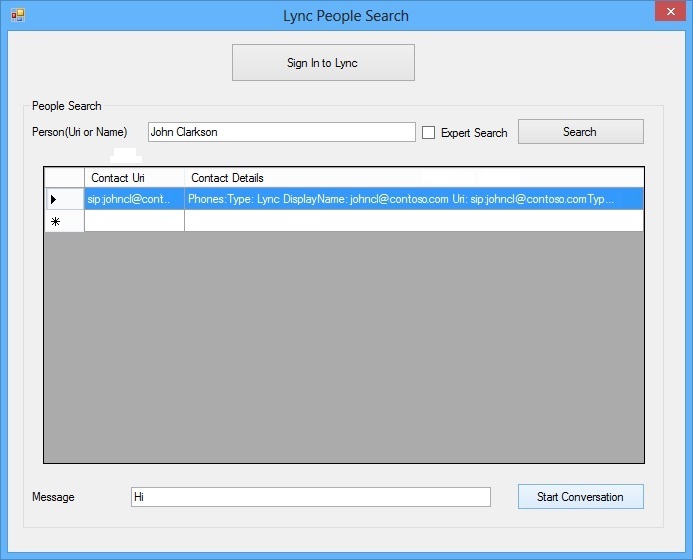 Lync People Search
Sign In to Lync
People Search
Person(Uri or Name) John Clarkson Expert Search Search
Contact Uri Contact Details
sip:johncl@cont... Phones:Type: Lync DisplayName: johncl@contoso.com Uri: sip:johncl@contoso.comTyp...
Message Hi Start Conversation